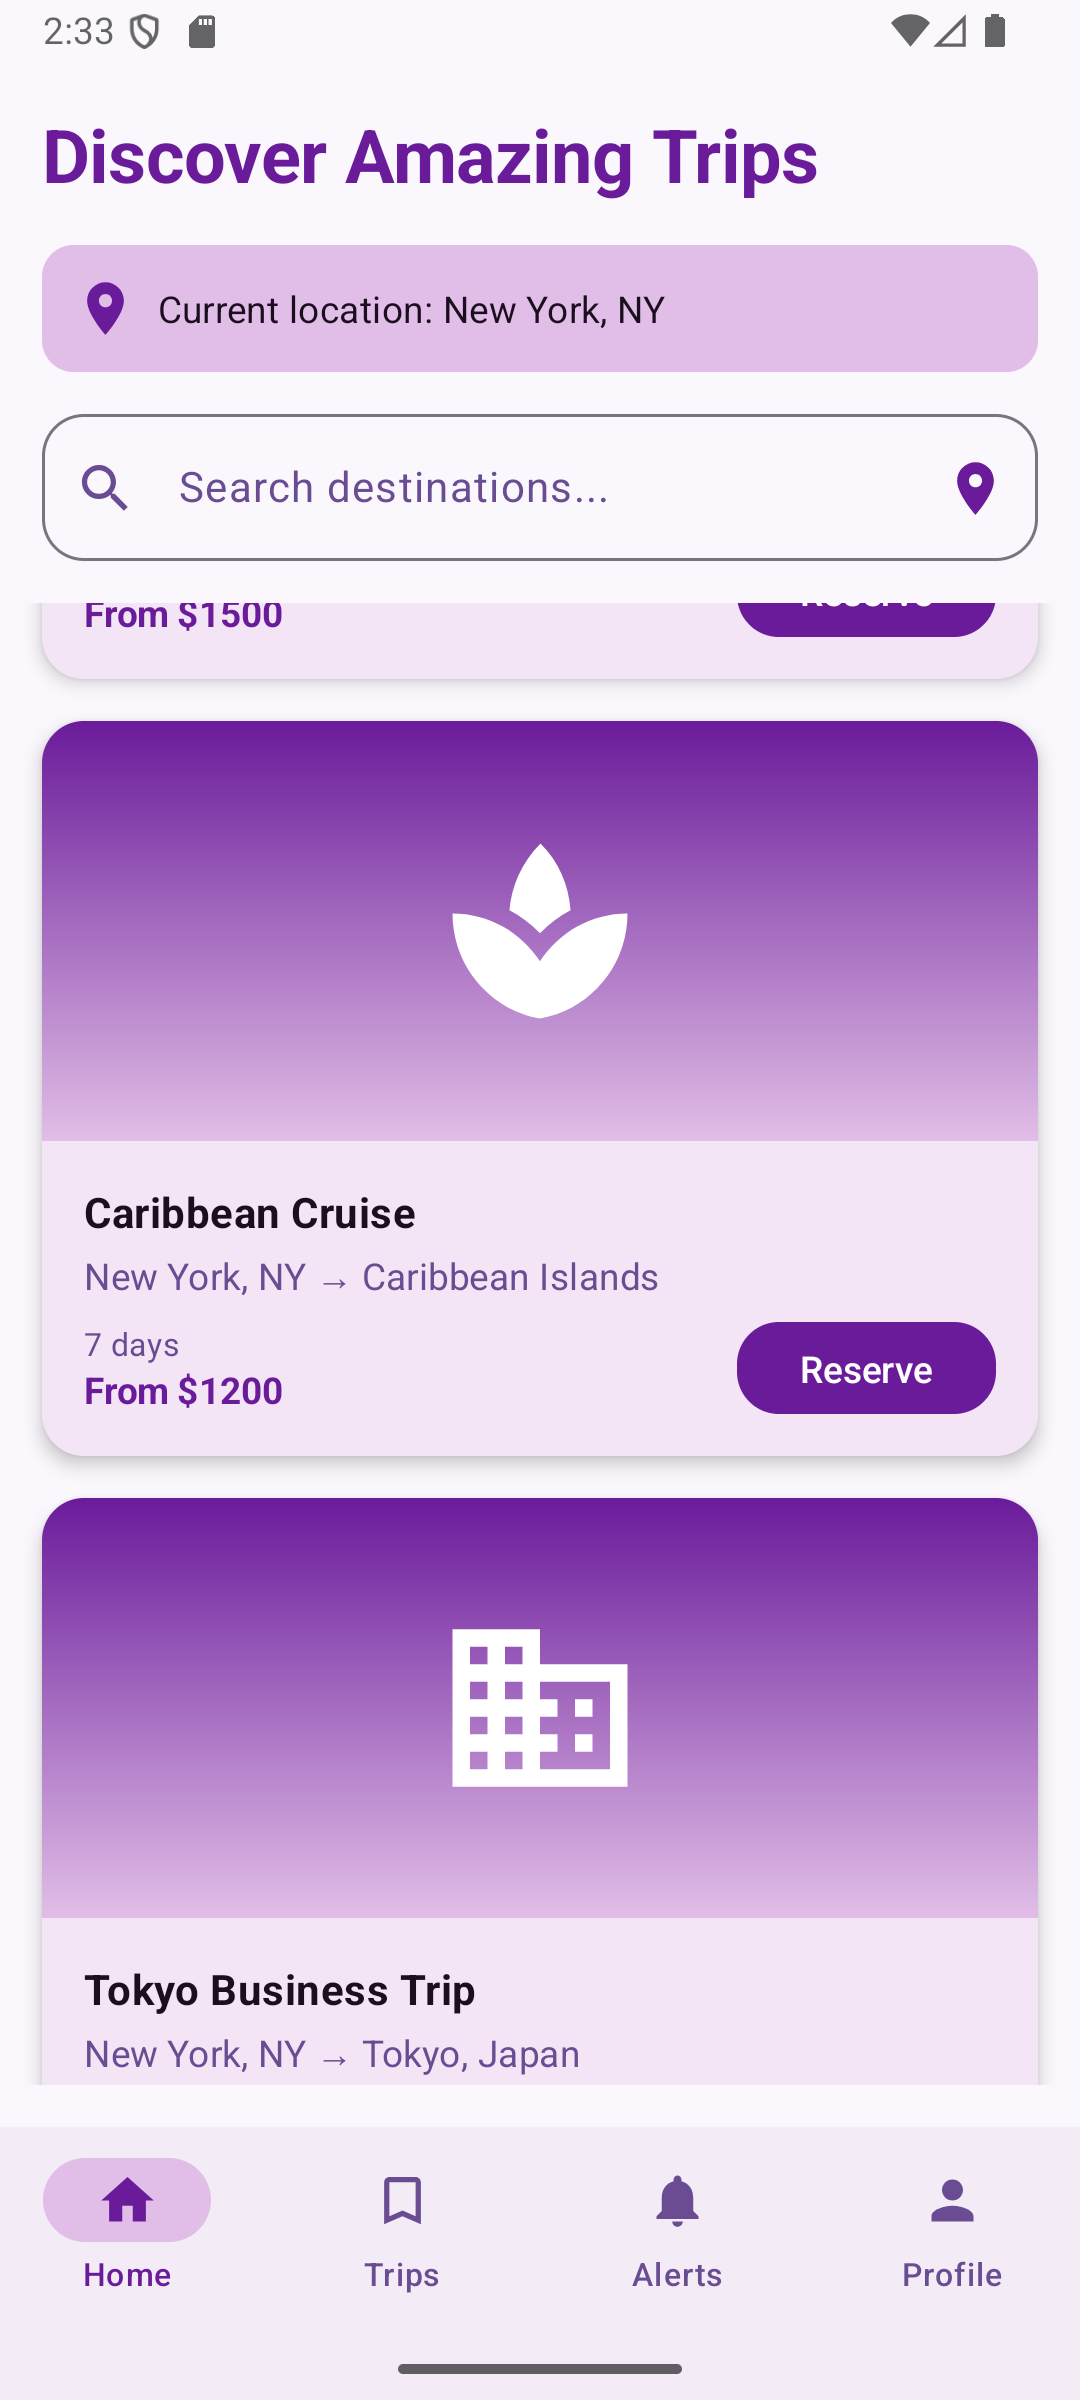 2:33
Discover Amazing Trips
Current location: New York, NY
Search destinations...
From $1500
Reserve
Caribbean Cruise
New York, NY → Caribbean Islands
7 days
From $1200
Reserve
Tokyo Business Trip
New York, NY → Tokyo, Japan
Home
Trips
Alerts
Profile